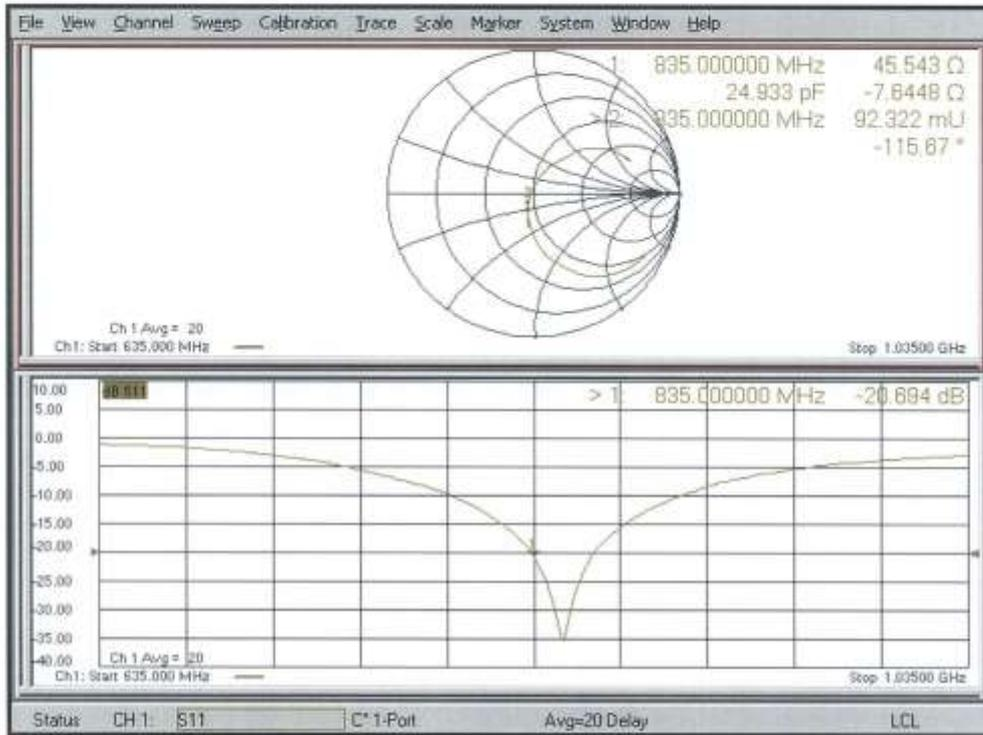 File View Channel Sweep Calibration Trace Scale Marker System Window Help
1: 835.000000 MHz 45.543 Ω
24.933 pF -7.6448 Ω
> 2: 835.000000 MHz 92.322 mU
-115.67 °
Ch 1 Avg = 20
Ch1: Start 635.000 MHz
Stop 1.03500 GHz
10.00
5.00
0.00
-5.00
-10.00
-15.00
-20.00
-25.00
-30.00
-35.00
-40.00
> 1: 835.000000 MHz -20.694 dB
Ch 1 Avg = 20
Ch1: Start 635.000 MHz
Stop 1.03500 GHz
Status CH 1: S11 C* 1-Port Avg=20 Delay LCL